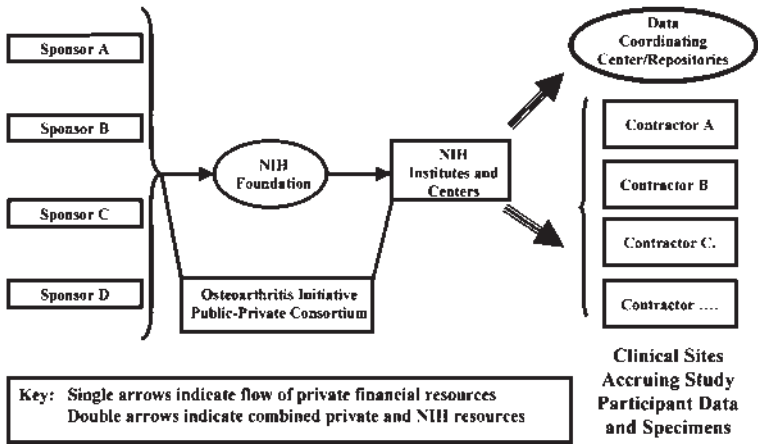 Sponsor A
Sponsor B
Sponsor C
Sponsor D
NIH
Foundation
NIH
Institutes and
Centers
Osteoarthritis Initiative
Public-Private Consortium
Data
Coordinating
Center/Repositories
Contractor A
Contractor B
Contractor C.
Contractor ....
Clinical Sites
Accruing Study
Participant Data
and Specimens
Key: Single arrows indicate flow of private financial resources
Double arrows indicate combined private and NIH resources